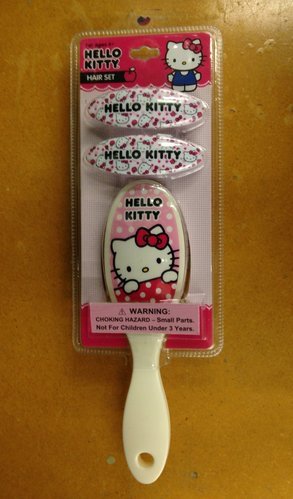 HELLO
KITTY
HAIR SET
HELLO KITTY
HELLO KITTY
HELLO
KITTY
⚠ WARNING:
CHOKING HAZARD – Small Parts.
Not For Children Under 3 Years.